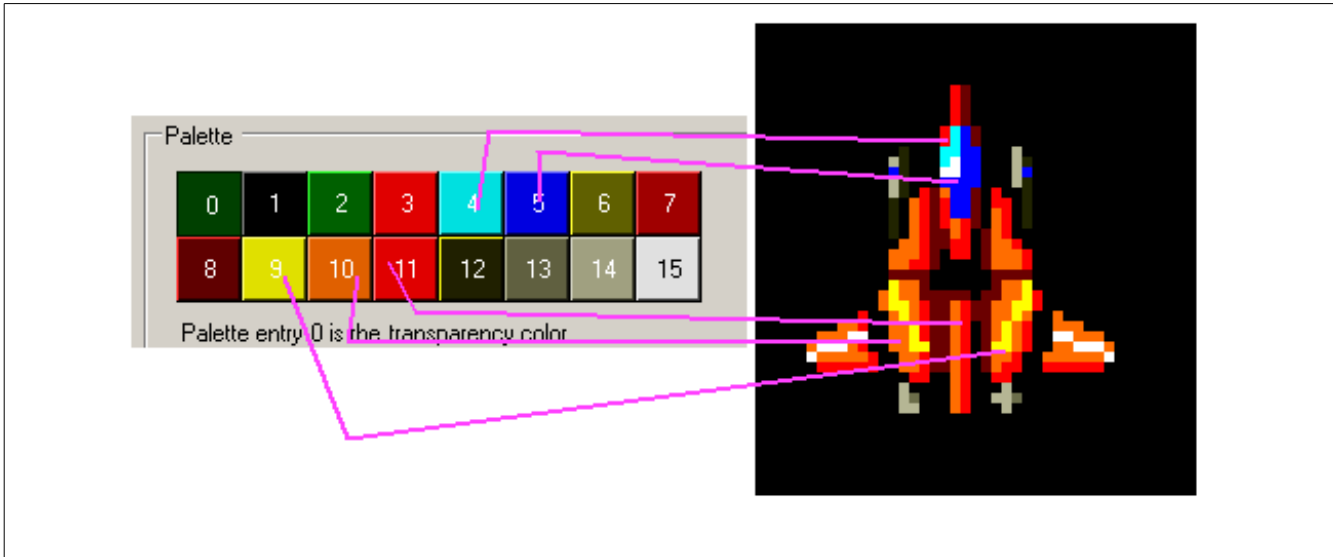 Palette
0 1 2 3 4 5 6 7
8 9 10 11 12 13 14 15
Palette entry 0 is the transparency color